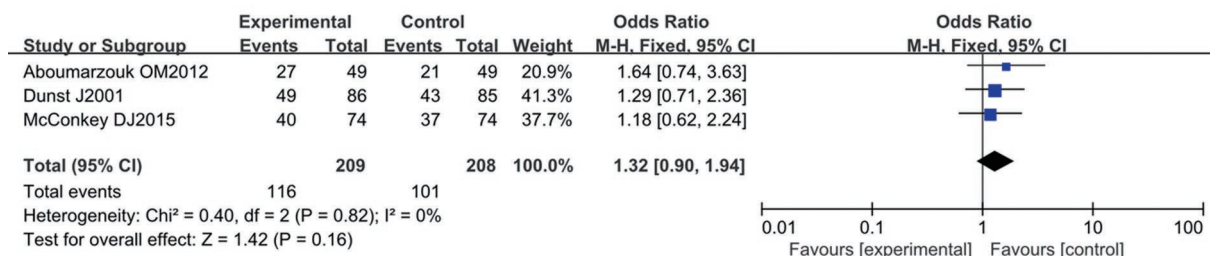 Experimental Control Odds Ratio Odds Ratio
Study or Subgroup Events Total Events Total Weight M-H, Fixed, 95% CI M-H, Fixed, 95% CI
Aboumarzouk OM2012 27 49 21 49 20.9% 1.64 [0.74, 3.63]
Dunst J2001 49 86 43 85 41.3% 1.29 [0.71, 2.36]
McConkey DJ2015 40 74 37 74 37.7% 1.18 [0.62, 2.24]
Total (95% CI) 209 208 100.0% 1.32 [0.90, 1.94]
Total events 116 101
Heterogeneity: Chi² = 0.40, df = 2 (P = 0.82); I² = 0%
Test for overall effect: Z = 1.42 (P = 0.16)
0.01 0.1 1 10 100
Favours [experimental] Favours [control]